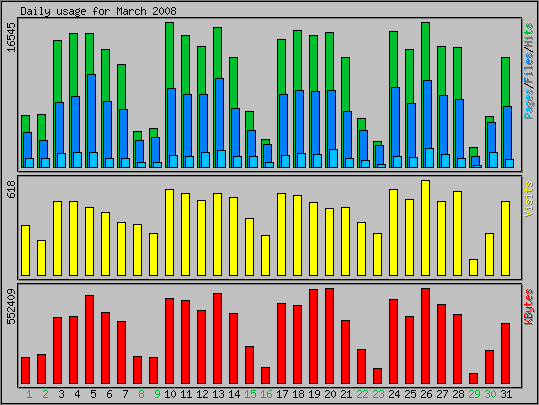 Daily usage for March 2008
16545
Pages/Files/Hits
618
Visits
552409
KBytes
1 2 3 4 5 6 7 8 9 10 11 12 13 14 15 16 17 18 19 20 21 22 23 24 25 26 27 28 29 30 31